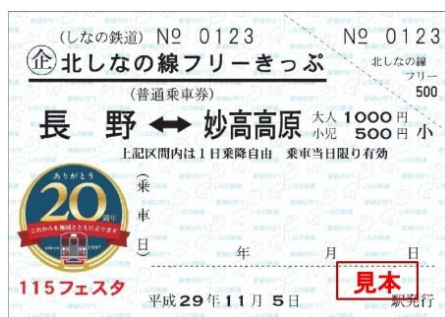 (しなの鉄道) № 0123
№ 0123
㊭北しなの線フリーきっぷ
北しなの線
フリー
500
(普通乗車券)
長野⟷妙高高原 大人1000円
小児 500円 小
上記区間内は1日乗降自由 乗車当日限り有効
ありがとう
20周年
これからも地域とともに走ります
since 1997
115フェスタ
(乗車日)
年 月 日
見本
平成29年11月5日 駅発行